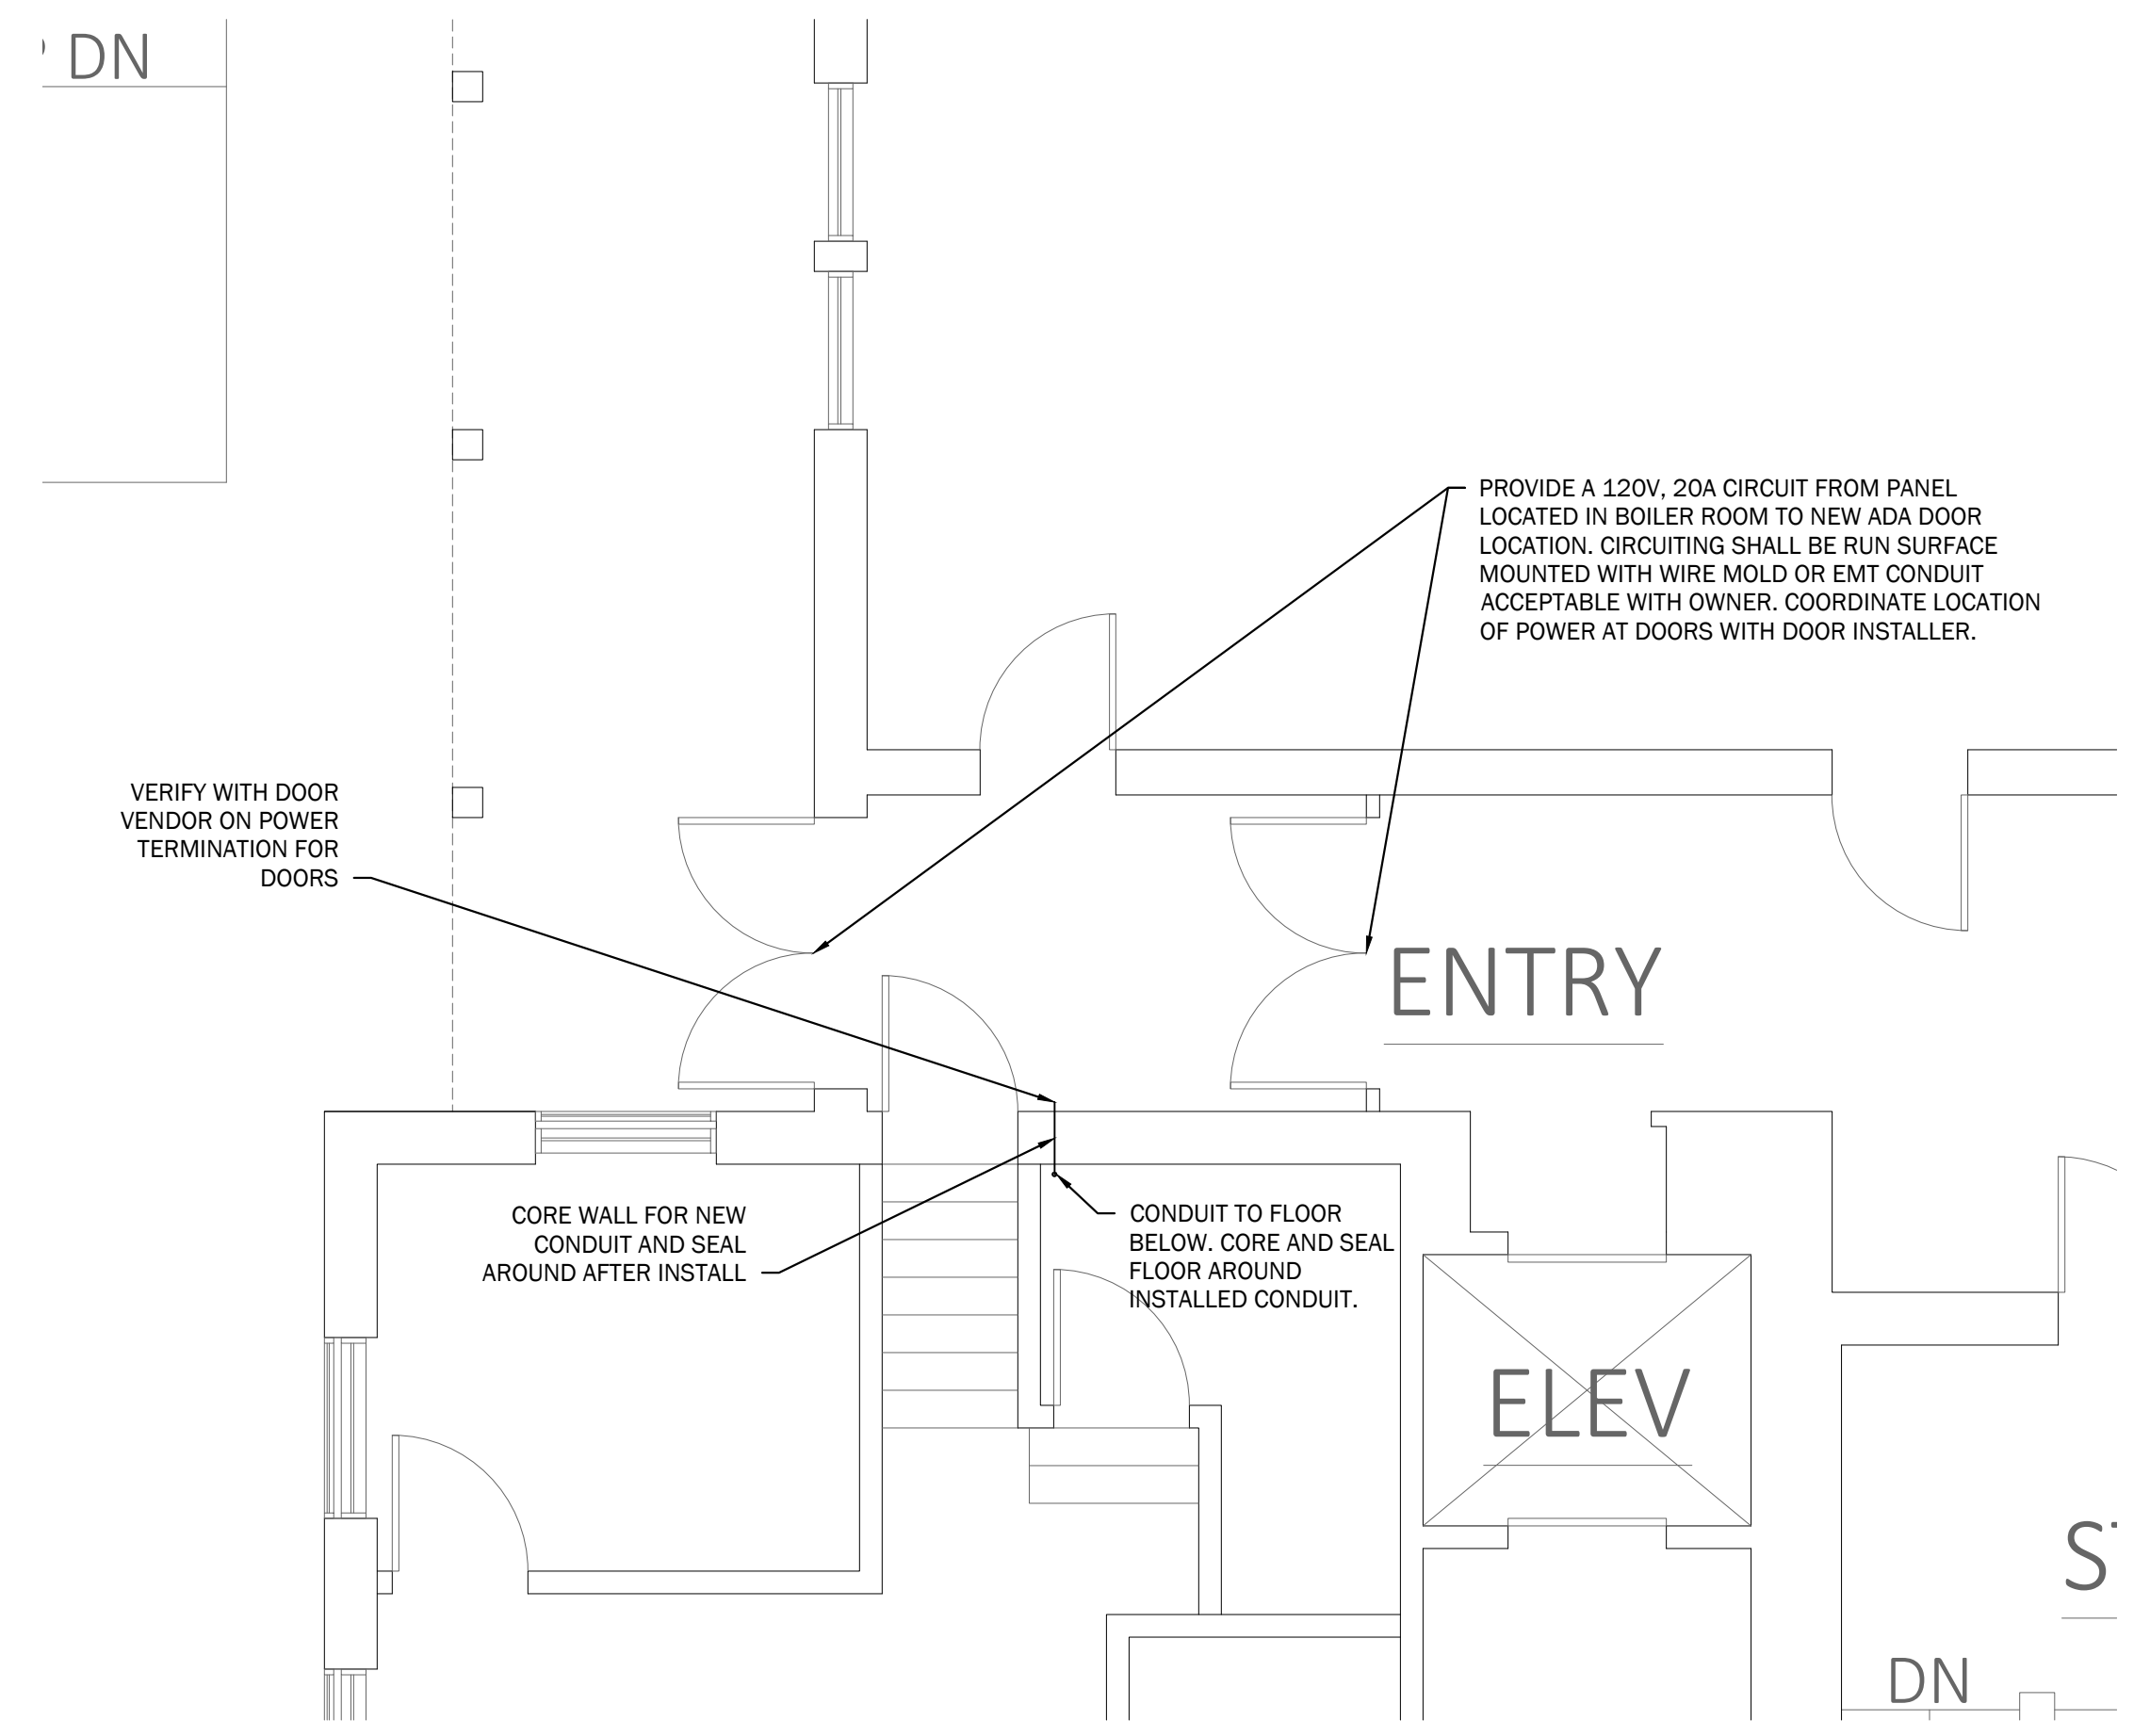 DN
PROVIDE A 120V, 20A CIRCUIT FROM PANEL
LOCATED IN BOILER ROOM TO NEW ADA DOOR
LOCATION. CIRCUITING SHALL BE RUN SURFACE
MOUNTED WITH WIRE MOLD OR EMT CONDUIT
ACCEPTABLE WITH OWNER. COORDINATE LOCATION
OF POWER AT DOORS WITH DOOR INSTALLER.
VERIFY WITH DOOR
VENDOR ON POWER
TERMINATION FOR
DOORS
ENTRY
CORE WALL FOR NEW
CONDUIT AND SEAL
AROUND AFTER INSTALL
CONDUIT TO FLOOR
BELOW. CORE AND SEAL
FLOOR AROUND
INSTALLED CONDUIT.
ELEV
DN